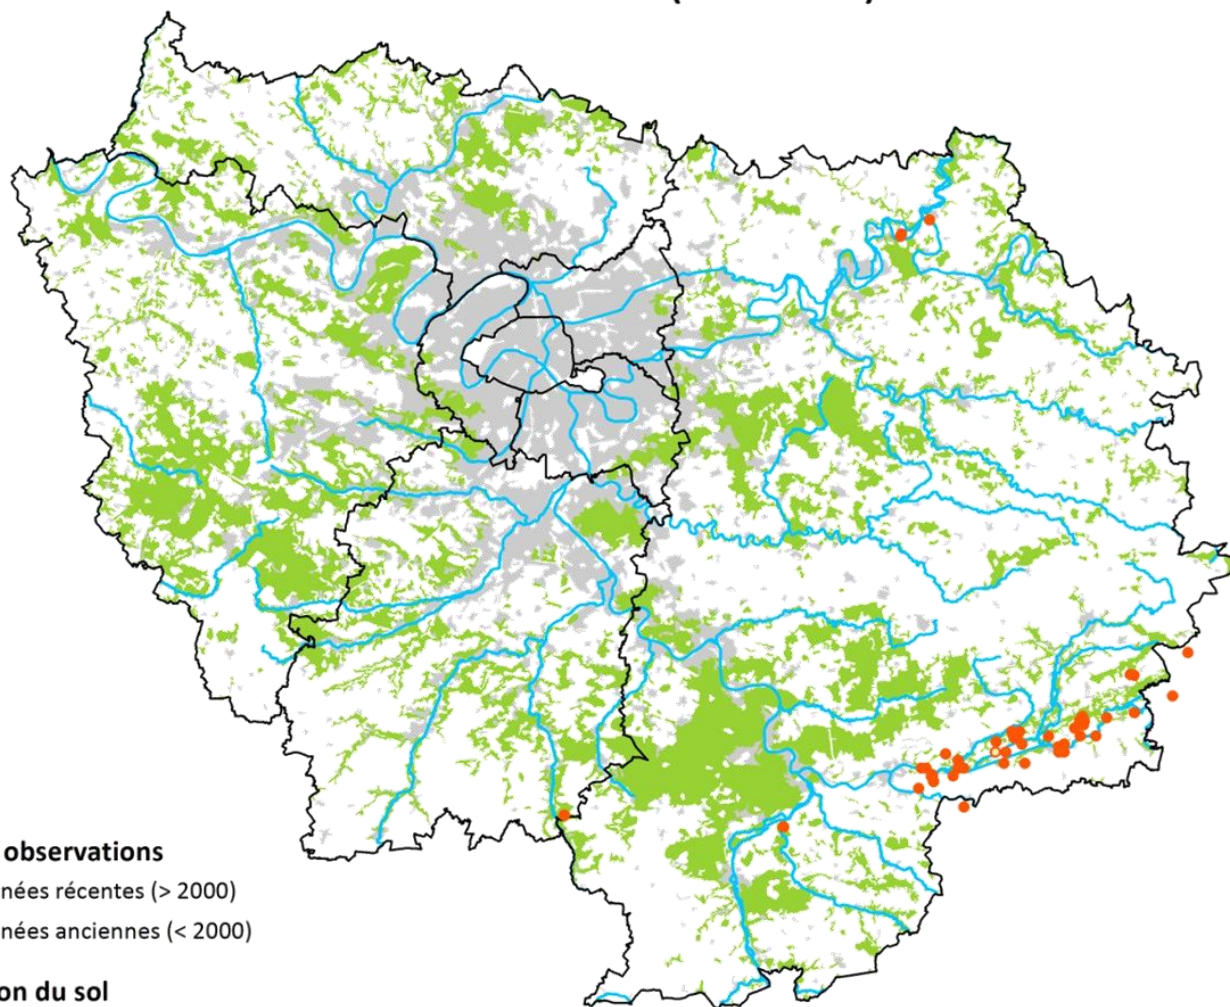 observations
nées récentes (> 2000)
nées anciennes (< 2000)
on du sol